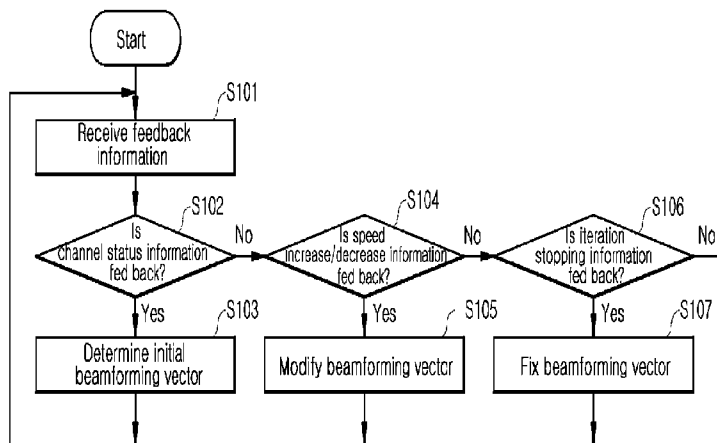 Start
S101
Receive feedback
information
S102
Is
channel status information
fed back?
No
S104
Is speed
increase/decrease information
fed back?
No
S106
Is iteration
stopping information
fed back?
No
Yes
S103
Determine initial
beamforming vector
Yes
S105
Modify beamforming vector
Yes
S107
Fix beamforming vector